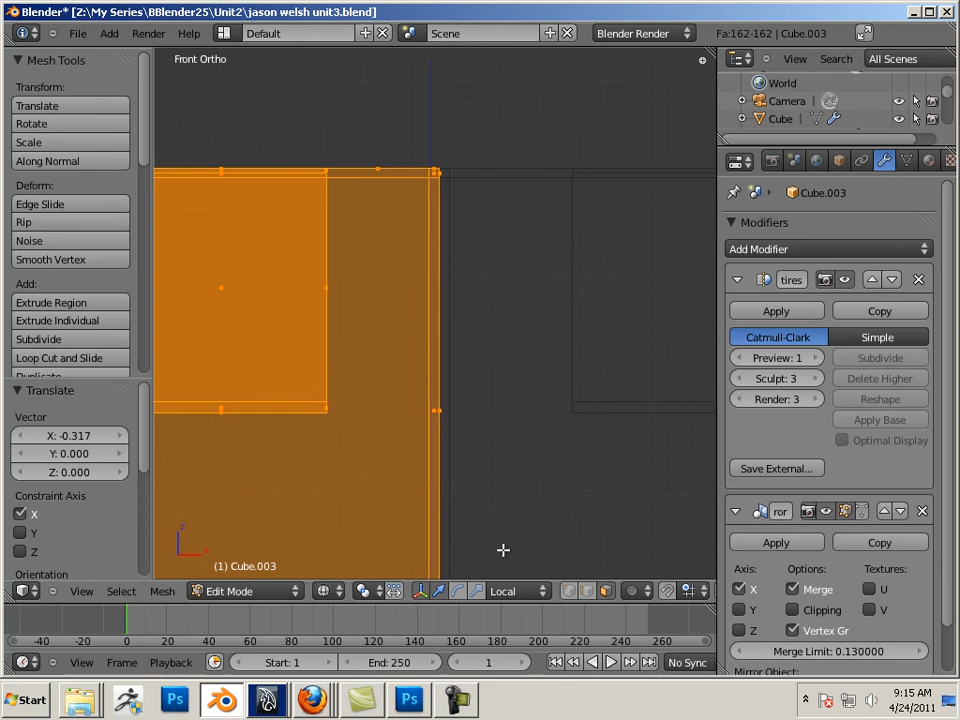 Blender* [Z:\My Series\BBlender25\Unit2\jason welsh unit3.blend]
File Add Render Help Default Scene Blender Render Fa:162-162 | Cube.003
Mesh Tools
Transform:
Translate
Rotate
Scale
Along Normal
Deform:
Edge Slide
Rip
Noise
Smooth Vertex
Add:
Extrude Region
Extrude Individual
Subdivide
Loop Cut and Slide
Duplicate
Translate
Vector
X: -0.317
Y: 0.000
Z: 0.000
Constraint Axis
X
Y
Z
Orientation
Front Ortho
z
x
(1) Cube.003
View Select Mesh Edit Mode Local
View Search All Scenes
World
Camera
Cube
Cube.003
Modifiers
Add Modifier
tires
Apply Copy
Catmull-Clark Simple
Preview: 1 Subdivide
Sculpt: 3 Delete Higher
Render: 3 Reshape
Apply Base
Optimal Display
Save External...
ror
Apply Copy
Axis: Options: Textures:
X Merge U
Y Clipping V
Z Vertex Gr
Merge Limit: 0.130000
Mirror Object:
-40 -20 0 20 40 60 80 100 120 140 160 180 200 220 240 260
View Frame Playback Start: 1 End: 250 1 No Sync
Start Ps Ps 9:15 AM
4/24/2011